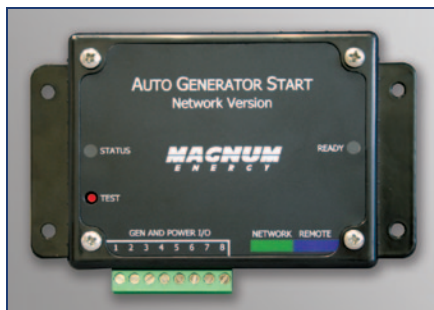 AUTO GENERATOR START
Network Version
STATUS
READY
MAGNUM
ENERGY
TEST
GEN AND POWER I/O
NETWORK REMOTE
1 2 3 4 5 6 7 8